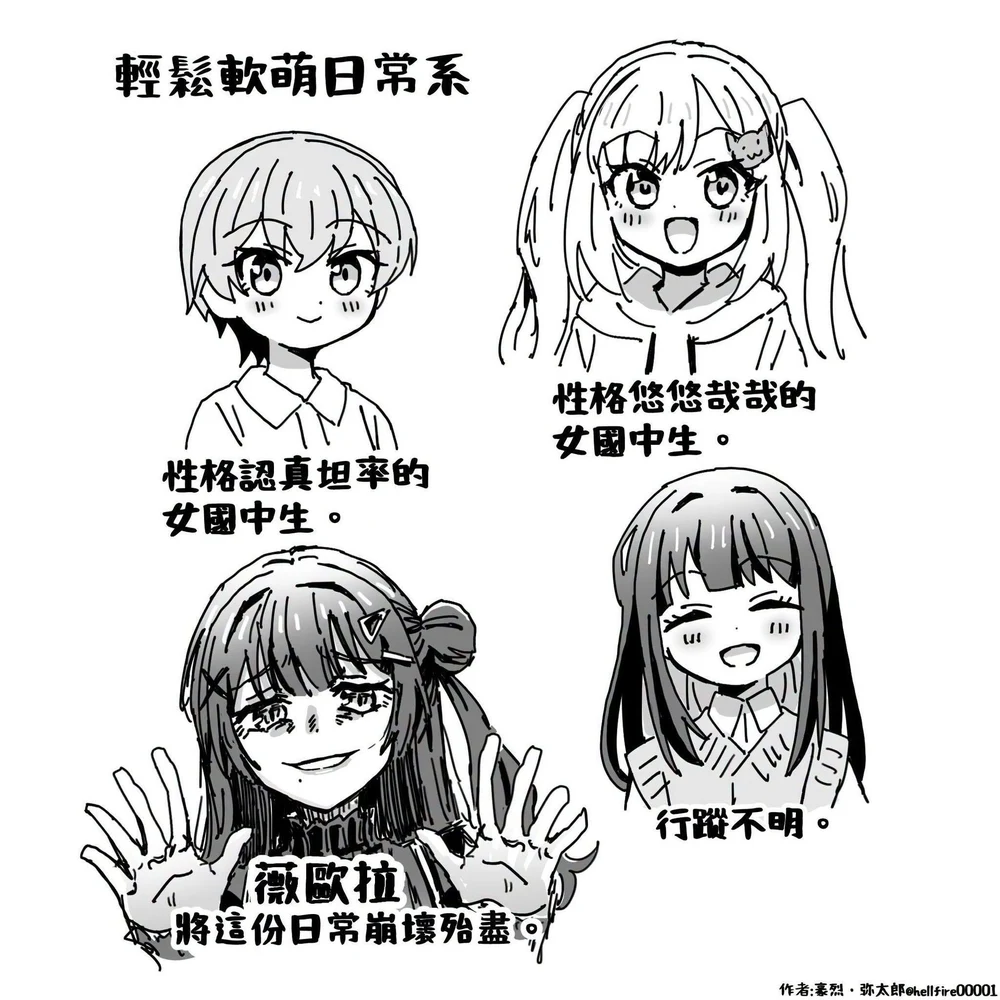 輕鬆軟萌日常系
性格悠悠哉哉的
女國中生。
性格認真坦率的
女國中生。
行蹤不明。
薇歐拉
將這份日常崩壞殆盡。
作者:豪烈・弥太郎@hellfire00001